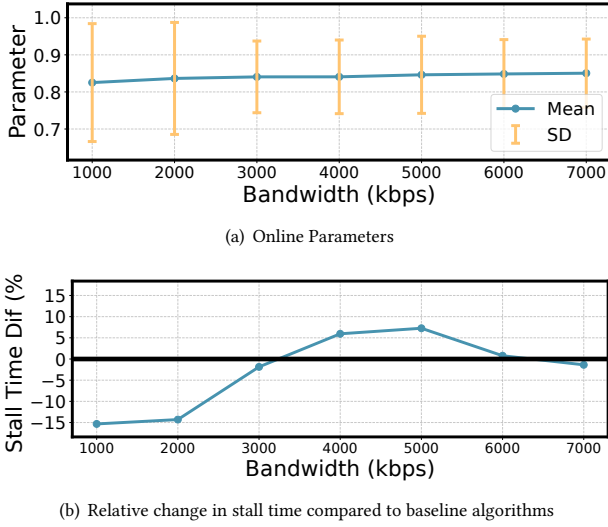 1.0
0.9
0.8
0.7
Parameter
Mean
SD
1000 2000 3000 4000 5000 6000 7000
Bandwidth (kbps)
(a) Online Parameters
15
10
5
0
−5
−10
−15
Stall Time Dif (%
1000 2000 3000 4000 5000 6000 7000
Bandwidth (kbps)
(b) Relative change in stall time compared to baseline algorithms